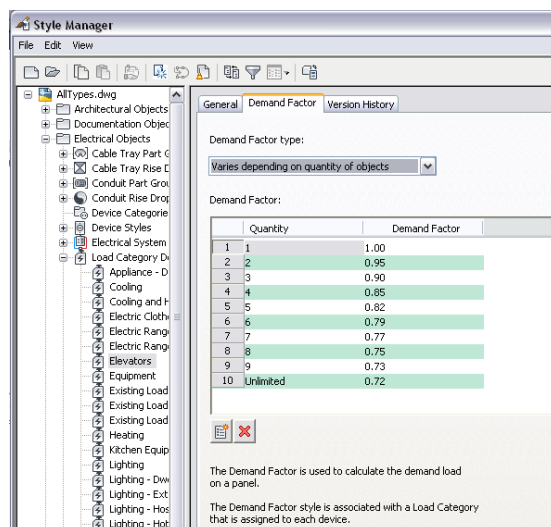 Style Manager
File Edit View
AllTypes.dwg
Architectural Objects
Documentation Objec
Electrical Objects
Cable Tray Part G
Cable Tray Rise D
Conduit Part Grou
Conduit Rise Drop
Device Categorie
Device Styles
Electrical System
Load Category De
Appliance - D
Cooling
Cooling and H
Electric Clothe
Electric Range
Electric Range
Elevators
Equipment
Existing Load
Existing Load
Existing Load
Heating
Kitchen Equip
Lighting
Lighting - Dwe
Lighting - Ext
Lighting - Hos
Lighting - Hot
General Demand Factor Version History
Demand Factor type:
Varies depending on quantity of objects
Demand Factor:
Quantity Demand Factor
1 1 1.00
2 2 0.95
3 3 0.90
4 4 0.85
5 5 0.82
6 6 0.79
7 7 0.77
8 8 0.75
9 9 0.73
10 Unlimited 0.72
The Demand Factor is used to calculate the demand load
on a panel.
The Demand Factor style is associated with a Load Category
that is assigned to each device.